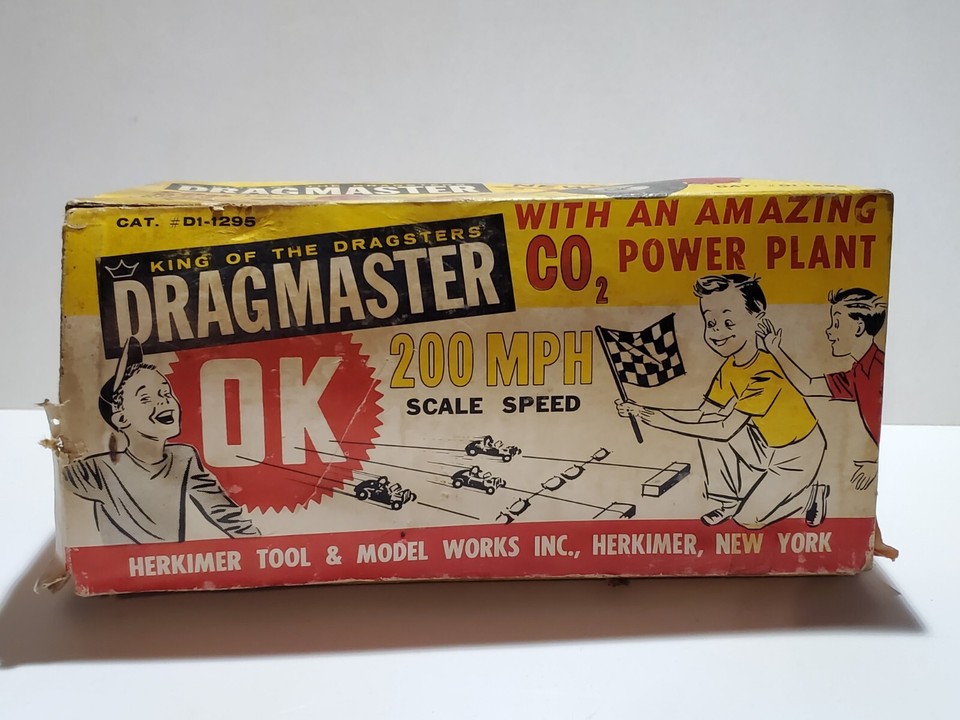 DRAGMASTER
CAT. #D1-1295
KING OF THE DRAGSTERS
DRAGMASTER
WITH AN AMAZING
CO2 POWER PLANT
OK
200 MPH
SCALE SPEED
HERKIMER TOOL & MODEL WORKS INC., HERKIMER, NEW YORK